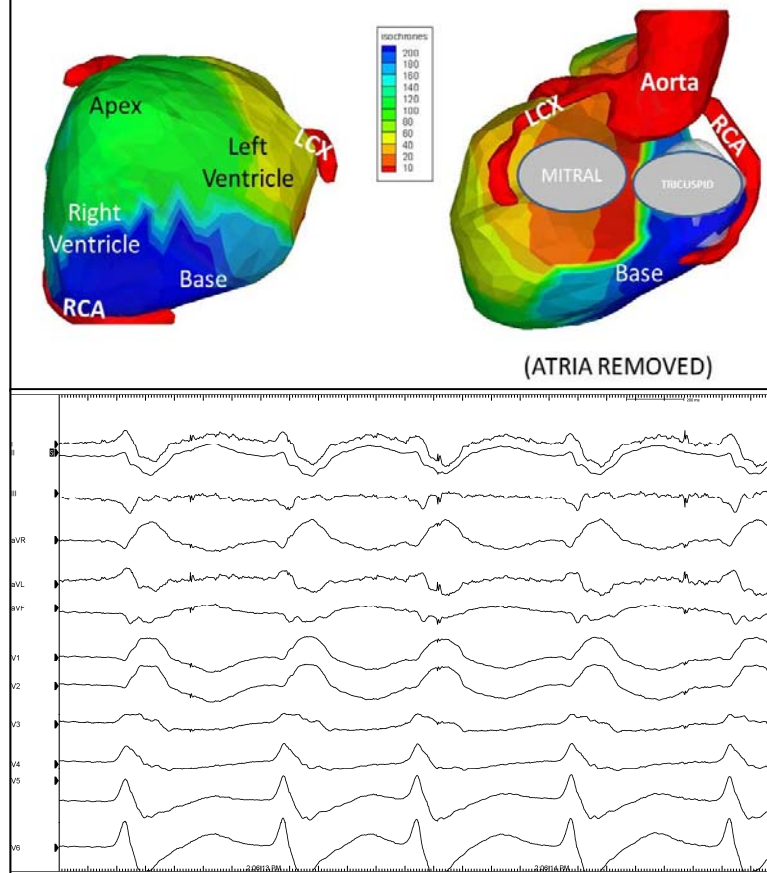 Apex
Left
Ventricle
LCX
Right
Ventricle
Base
RCA
isochrones
200
180
160
140
120
100
80
60
40
20
10
Aorta
LCX
RCA
MITRAL
TRICUSPID
Base
(ATRIA REMOVED)
I
II
III
aVR
aVL
aVF
V1
V2
V3
V4
V5
V6